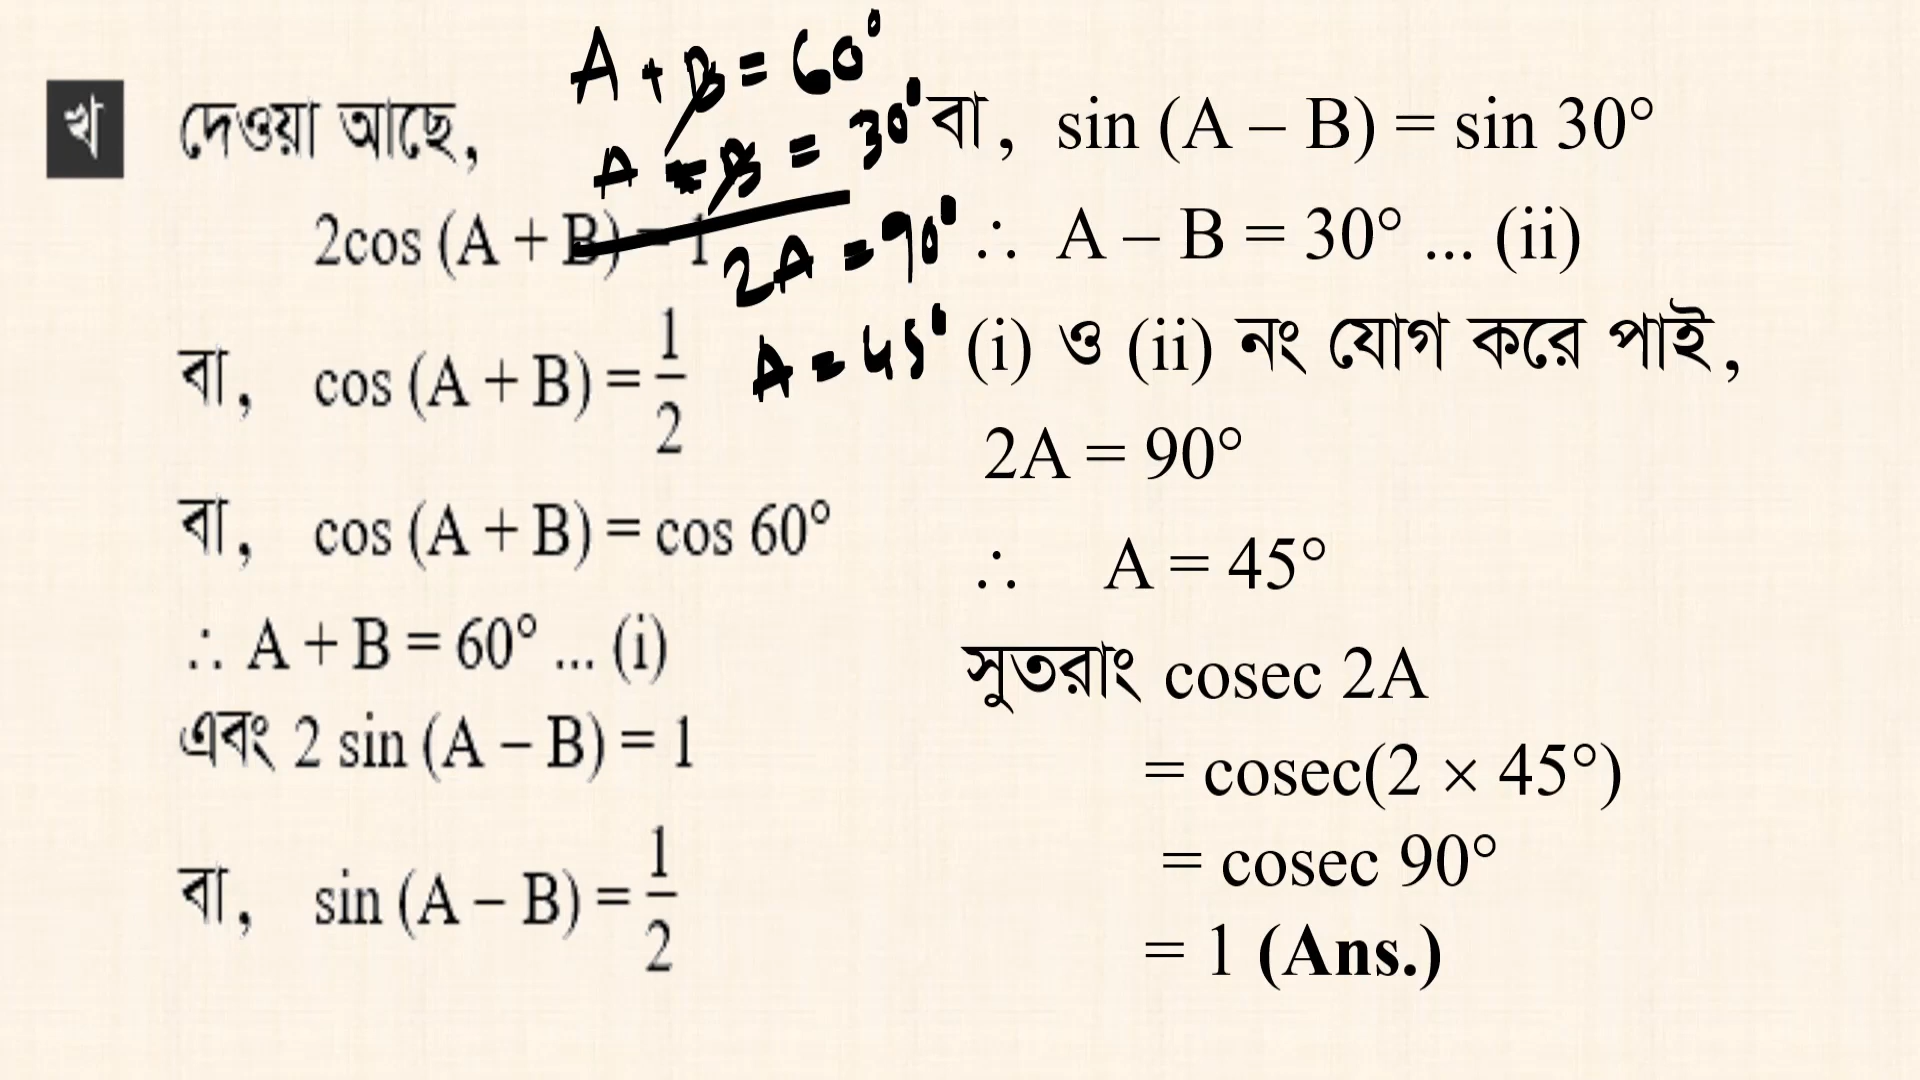 খ দেওয়া আছে,
2cos (A + B) = 1
বা, cos (A + B) = 1/2
বা, cos (A + B) = cos 60°
∴ A + B = 60° ... (i)
এবং 2 sin (A – B) = 1
বা, sin (A – B) = 1/2
A + B = 60°
A - B = 30°
2A = 90°
A = 45°
বা, sin (A – B) = sin 30°
∴ A – B = 30° ... (ii)
(i) ও (ii) নং যোগ করে পাই,
2A = 90°
∴ A = 45°
সুতরাং cosec 2A
= cosec(2 × 45°)
= cosec 90°
= 1 (Ans.)